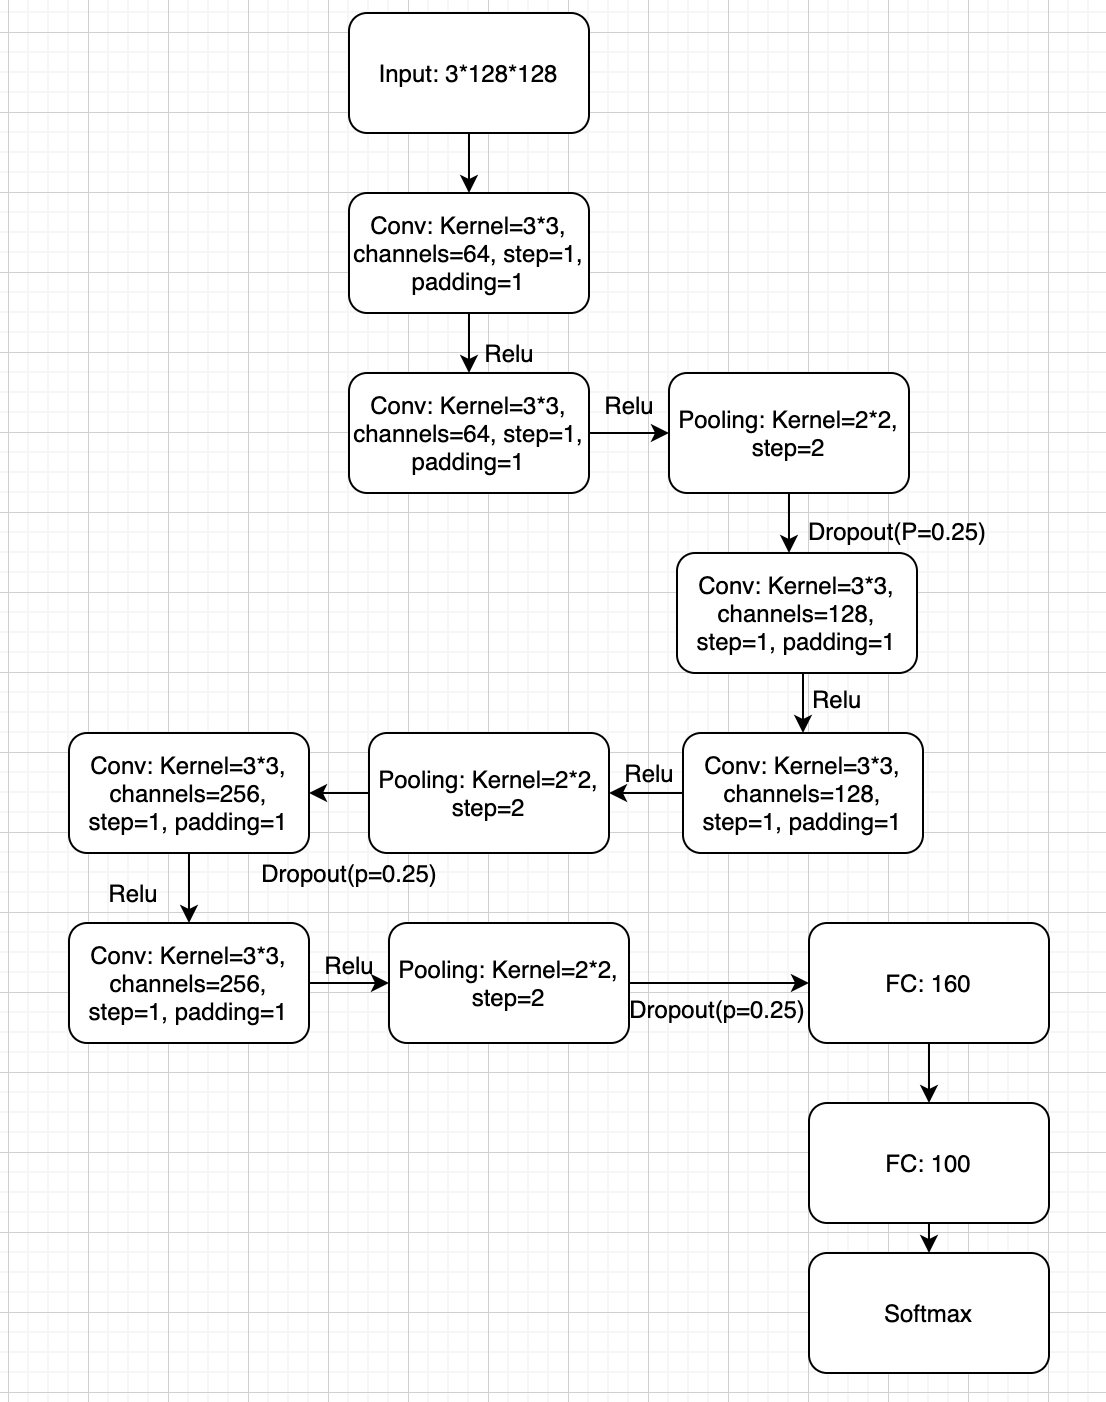 Input: 3*128*128
Conv: Kernel=3*3,
channels=64, step=1,
padding=1
Relu
Conv: Kernel=3*3,
channels=64, step=1,
padding=1
Relu
Pooling: Kernel=2*2,
step=2
Dropout(P=0.25)
Conv: Kernel=3*3,
channels=128,
step=1, padding=1
Relu
Conv: Kernel=3*3,
channels=128,
step=1, padding=1
Relu
Pooling: Kernel=2*2,
step=2
Dropout(p=0.25)
Conv: Kernel=3*3,
channels=256,
step=1, padding=1
Relu
Conv: Kernel=3*3,
channels=256,
step=1, padding=1
Relu
Pooling: Kernel=2*2,
step=2
Dropout(p=0.25)
FC: 160
FC: 100
Softmax